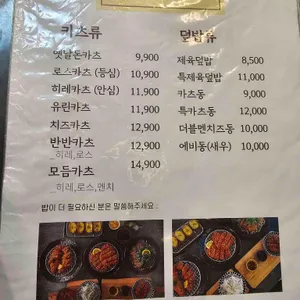 카츠류
옛날돈카츠 9,900
로스카츠 (등심) 10,900
히레카츠 (안심) 11,900
유린카츠 11,900
치즈카츠 12,900
반반카츠 12,900
_히레,로스
모듬카츠 14,900
_히레,로스,멘치
덮밥류
제육덮밥 8,500
특제육덮밥 11,000
카츠동 9,000
특카츠동 12,000
더블멘치즈동 10,000
에비동(새우) 10,000
밥이 더 필요하신 분은 말씀해주세요.